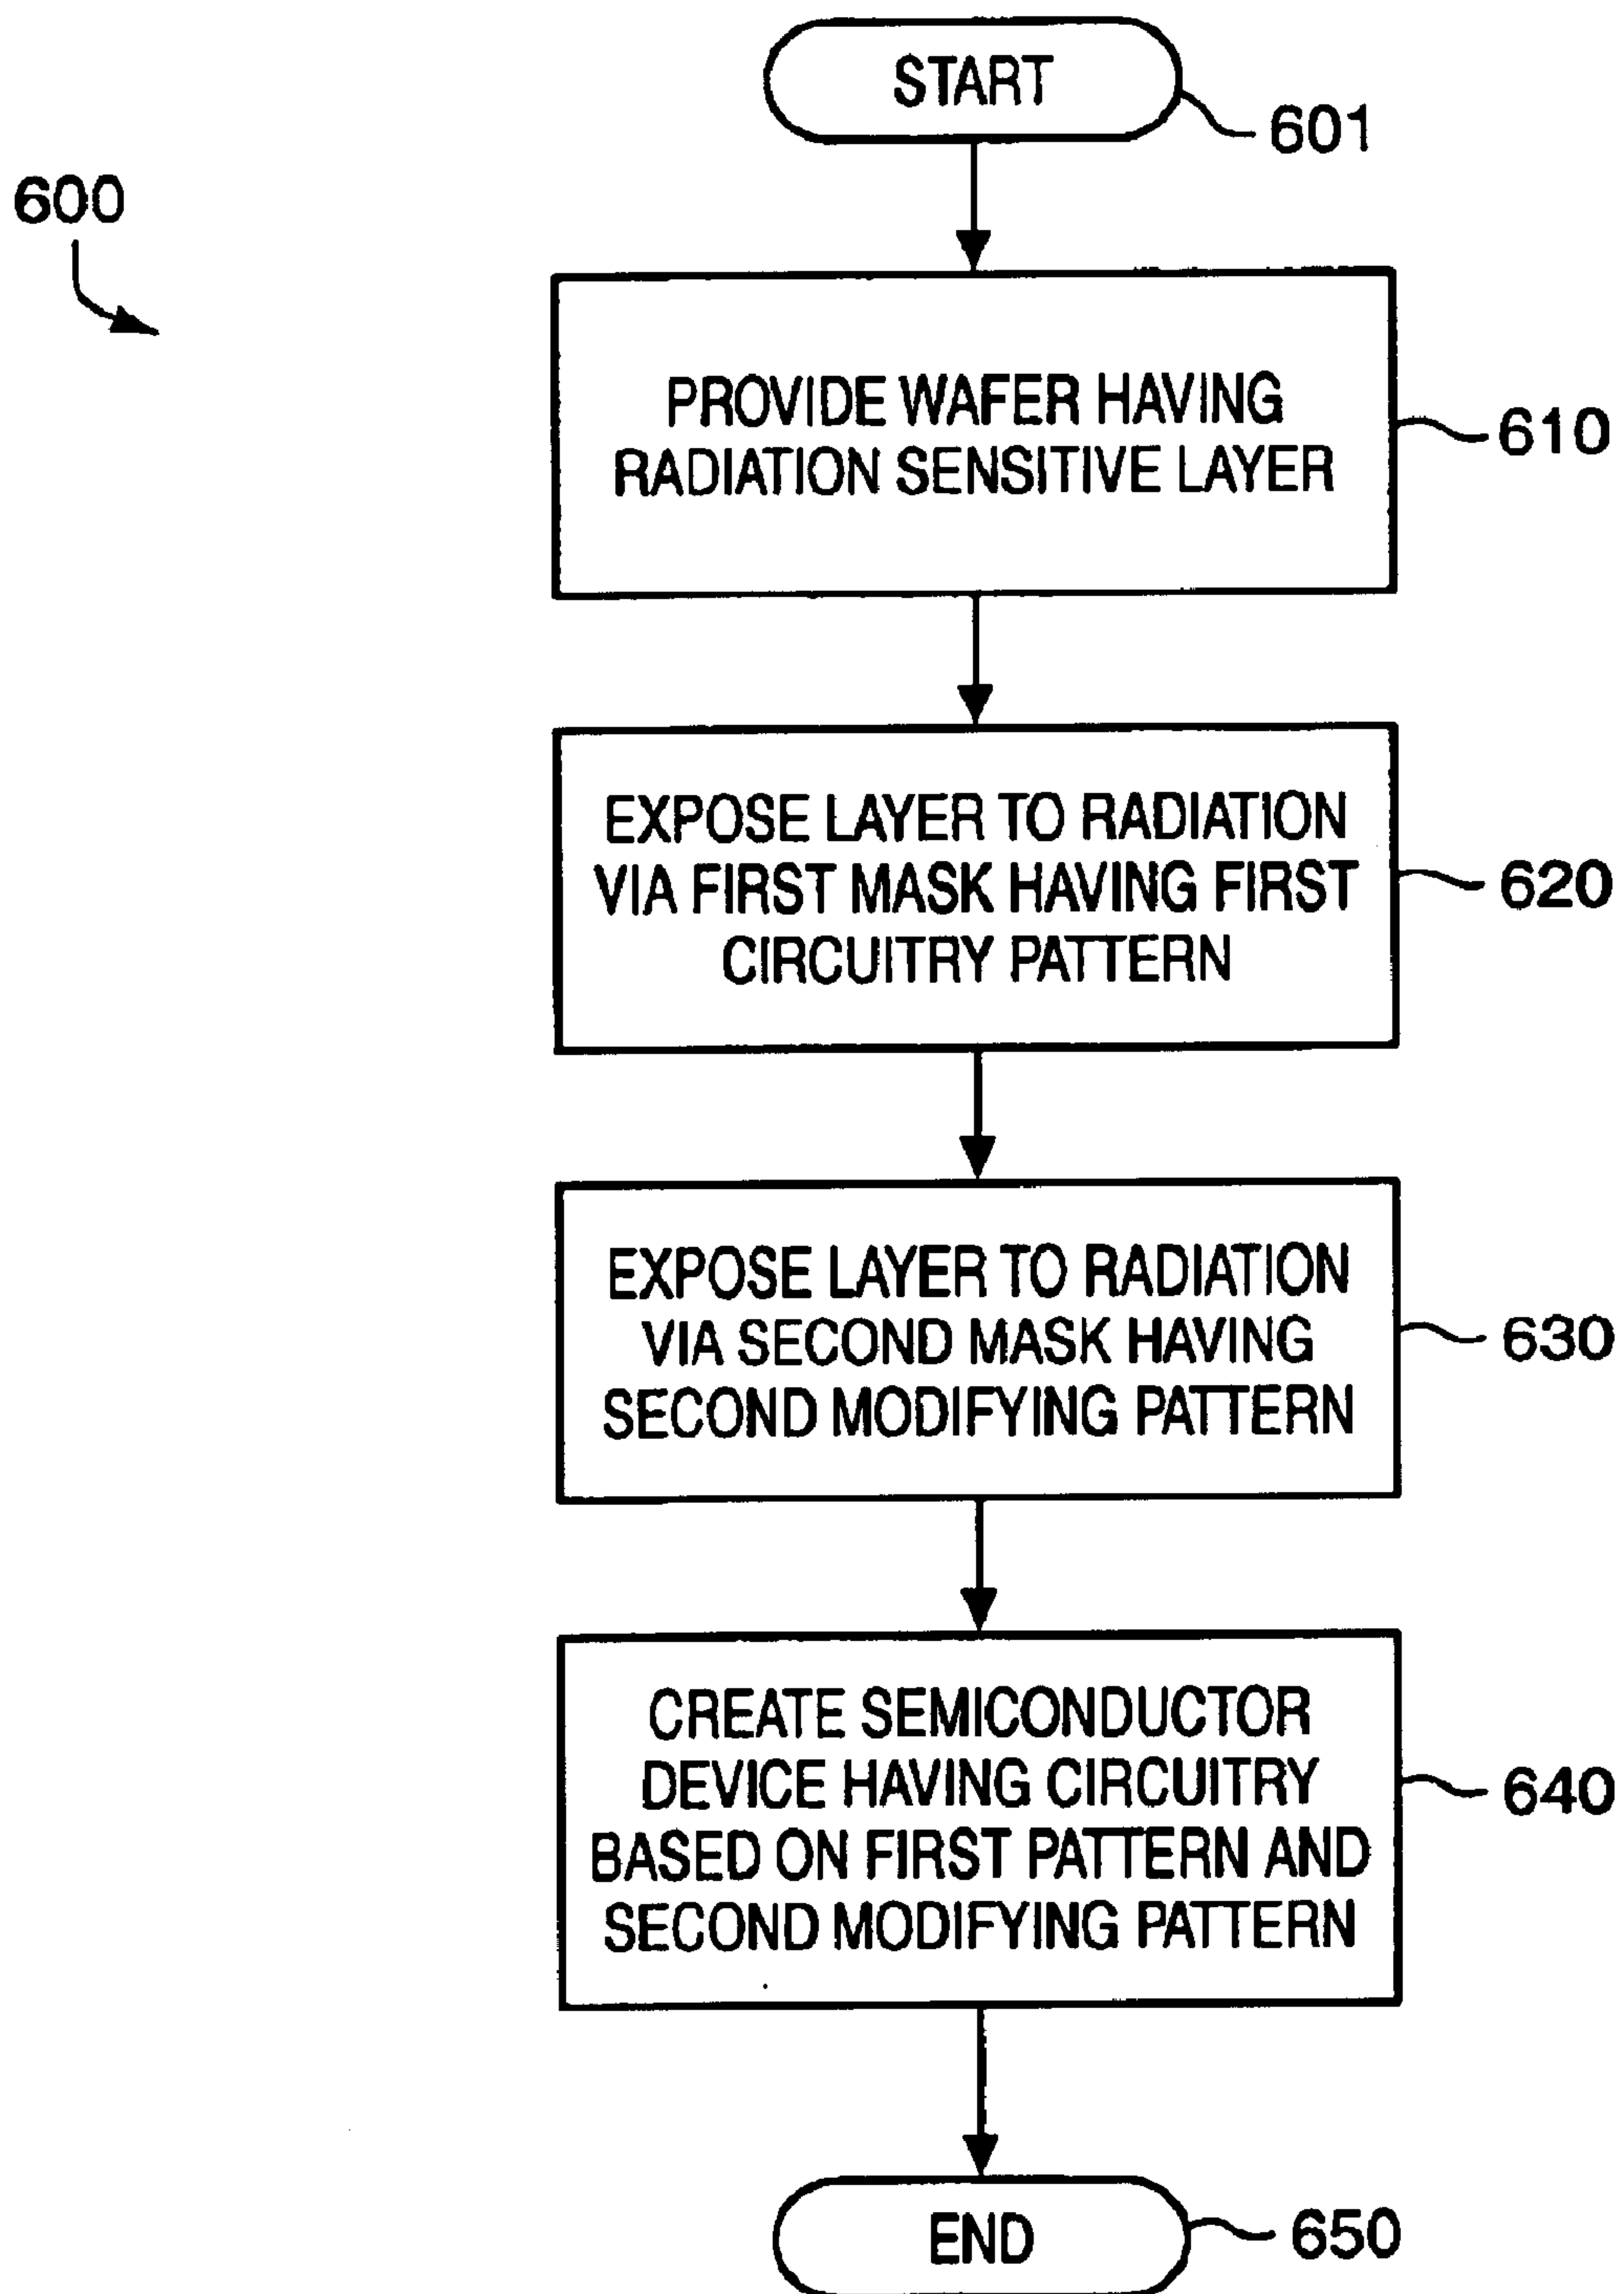 START
601
600
PROVIDE WAFER HAVING
RADIATION SENSITIVE LAYER
610
EXPOSE LAYER TO RADIATION
VIA FIRST MASK HAVING FIRST
CIRCUITRY PATTERN
620
EXPOSE LAYER TO RADIATION
VIA SECOND MASK HAVING
SECOND MODIFYING PATTERN
630
CREATE SEMICONDUCTOR
DEVICE HAVING CIRCUITRY
BASED ON FIRST PATTERN AND
SECOND MODIFYING PATTERN
640
END
650